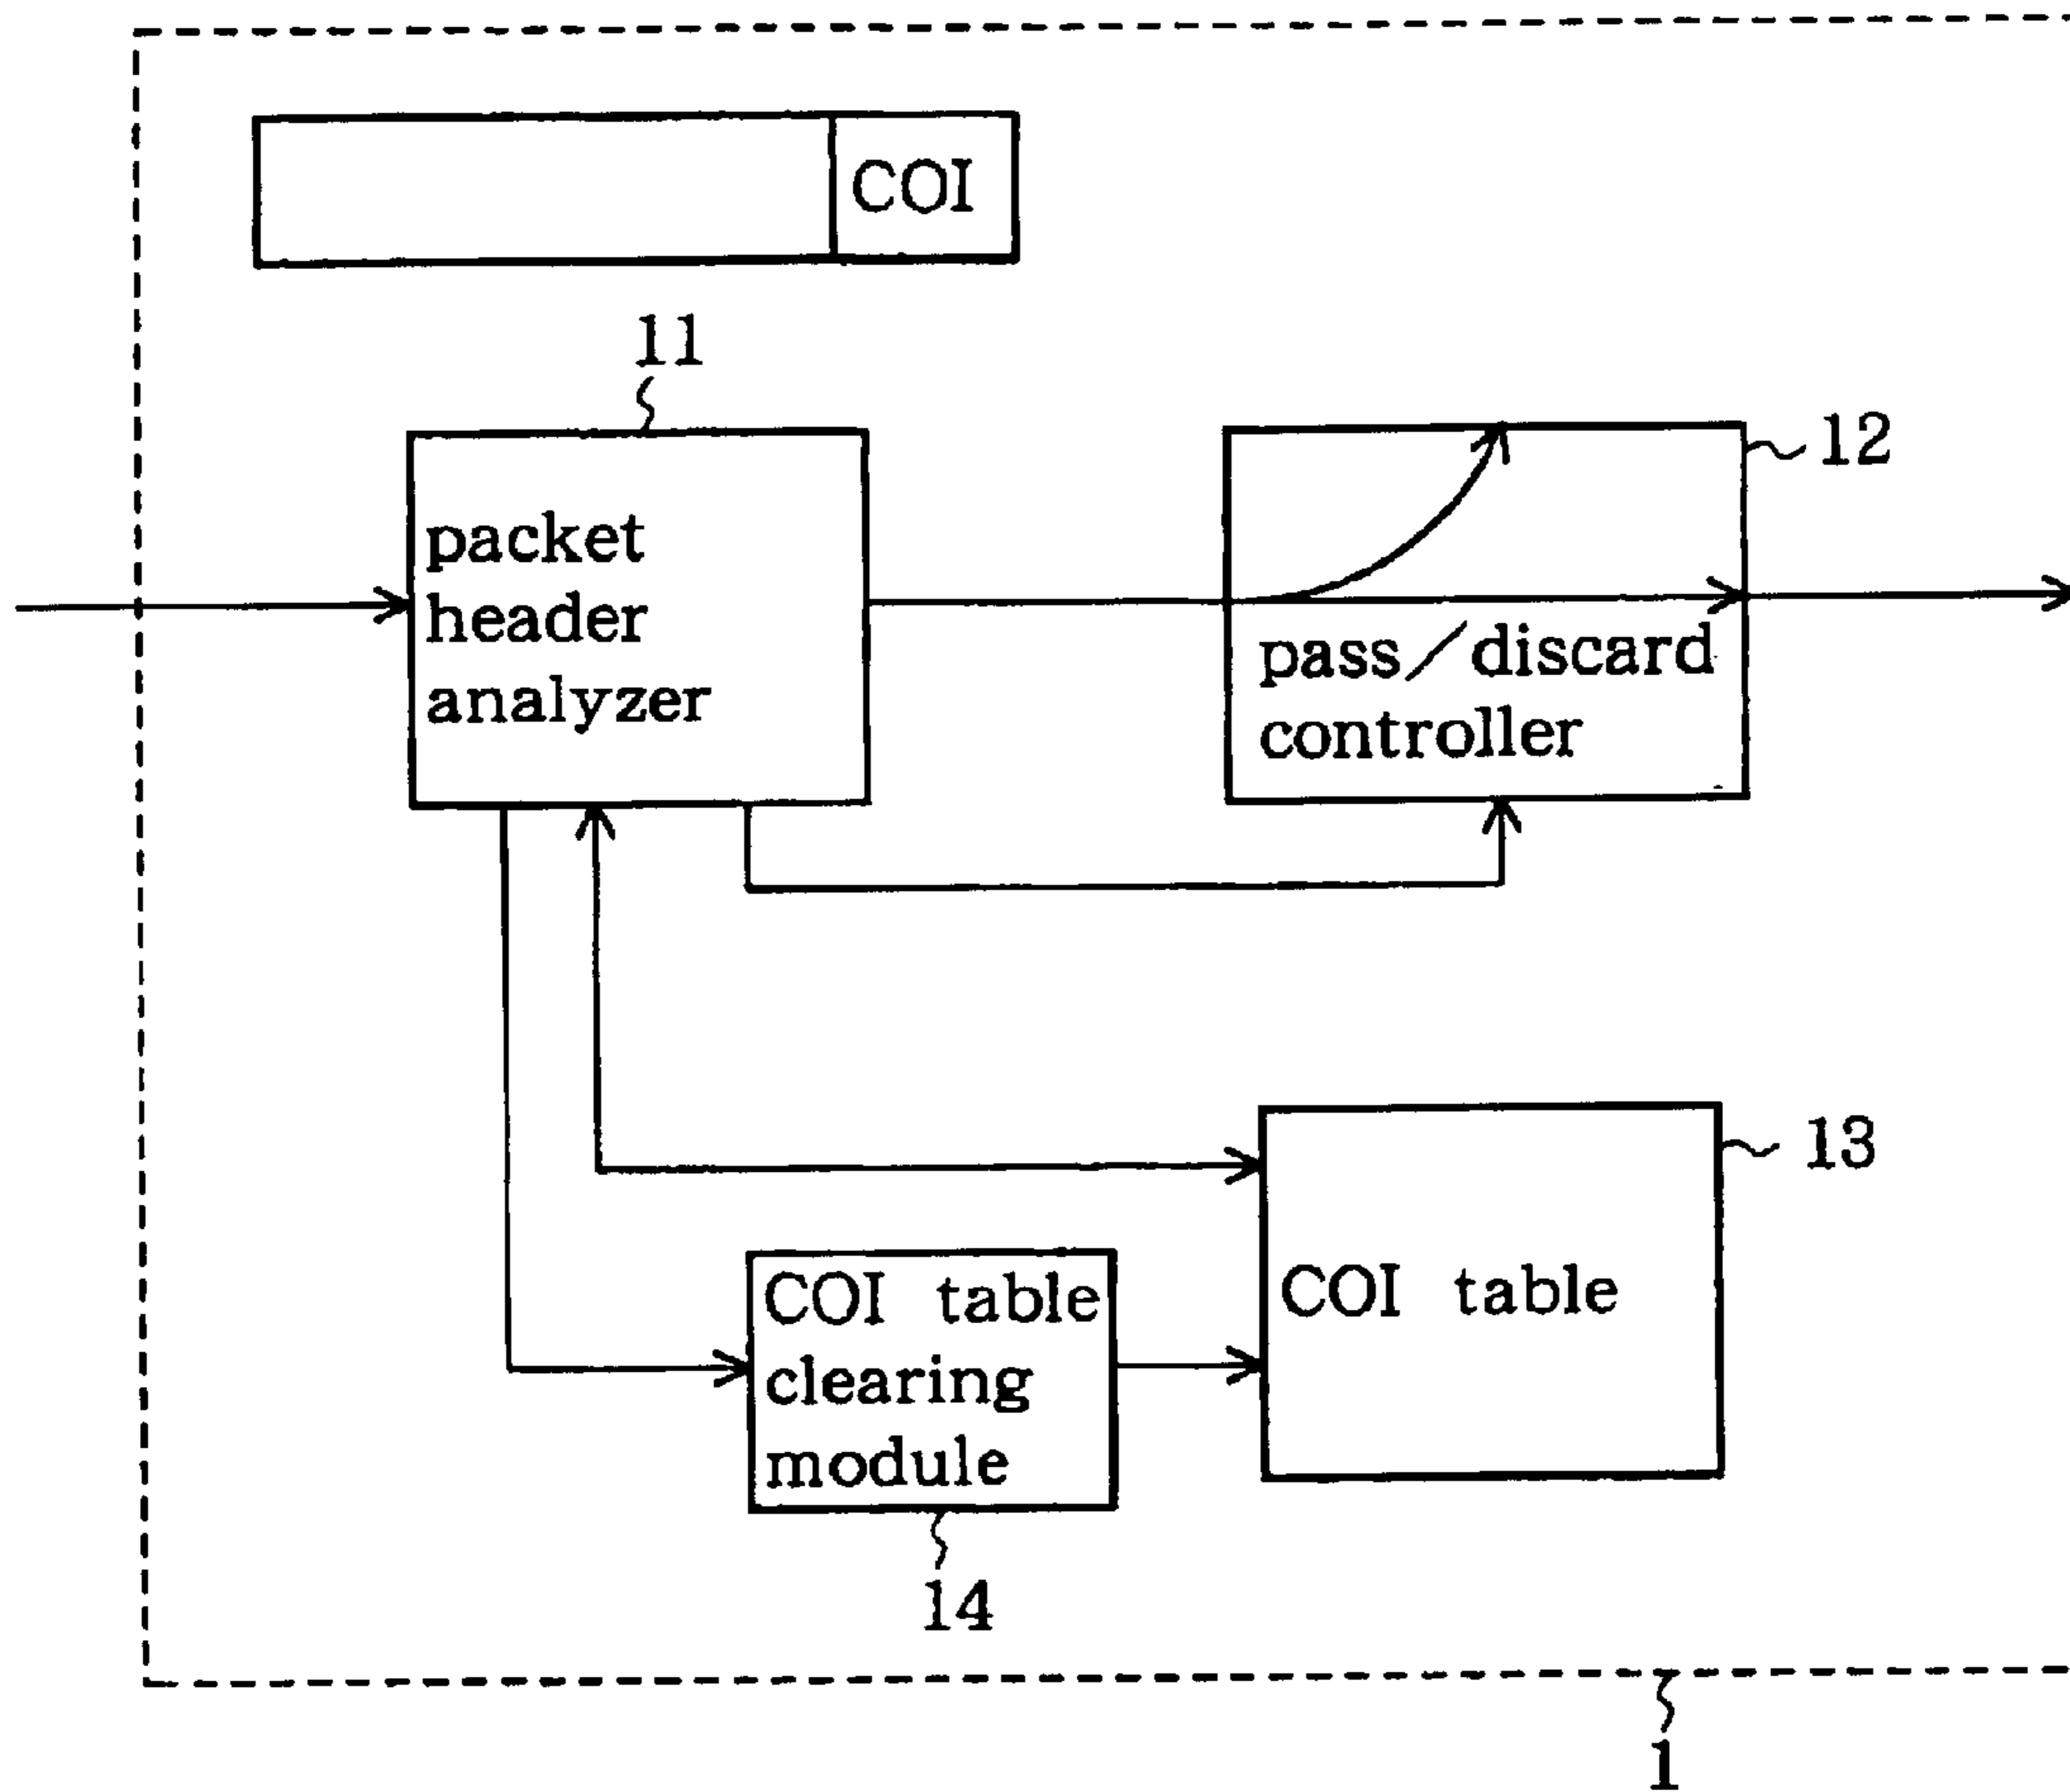 COI
11
packet
header
analyzer
12
pass/discard
controller
13
COI table
COI table
clearing
module
14
1